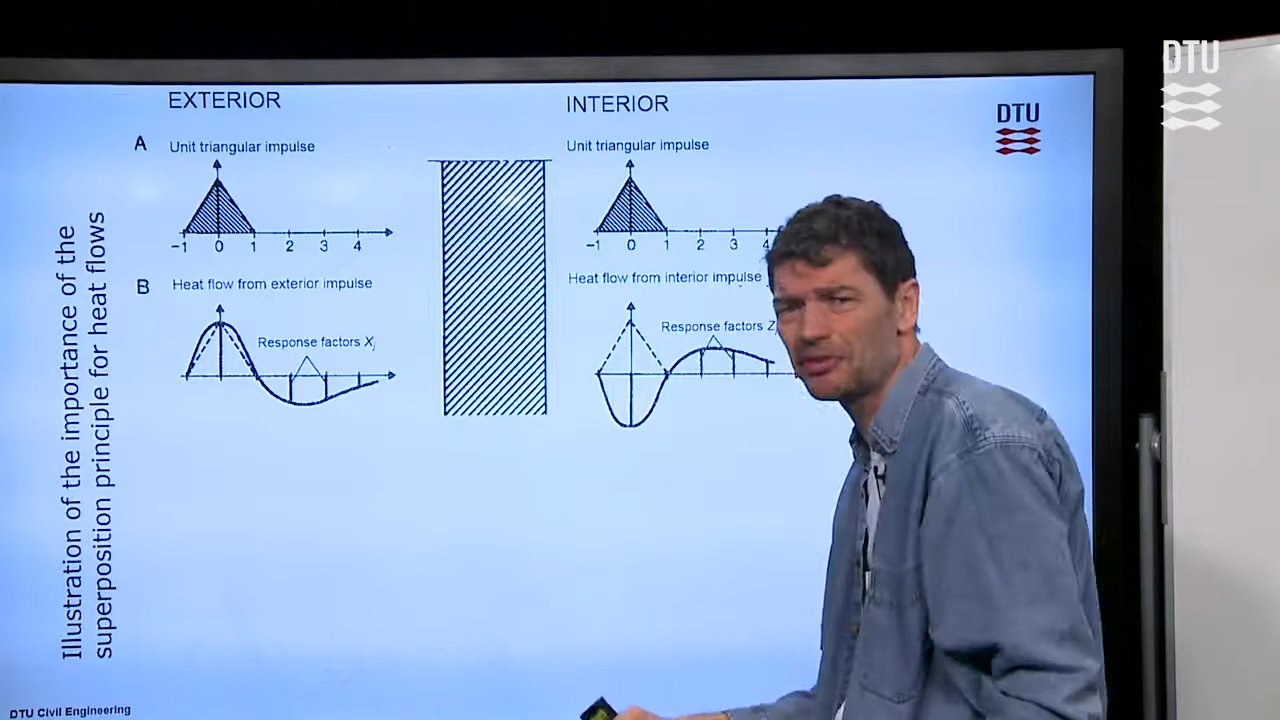 DTU
EXTERIOR
INTERIOR
DTU
A
Unit triangular impulse
Unit triangular impulse
−1 0 1 2 3 4
−1 0 1 2 3 4
B
Heat flow from exterior impulse
Heat flow from interior impulse
Response factors Xj
Response factors Z
Illustration of the importance of the
superposition principle for heat flows
DTU Civil Engineering